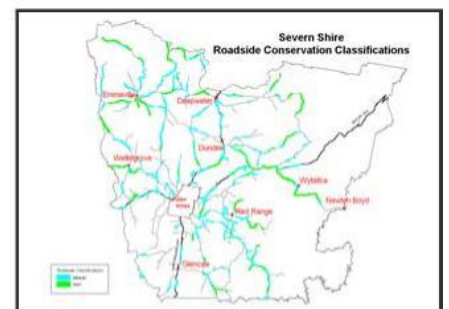 Severn Shire
Roadside Conservation Classifications
Emmaville
Deepwater
Dundee
Wellingrove
Wytaliba
Newton Boyd
Red Range
Glencoe